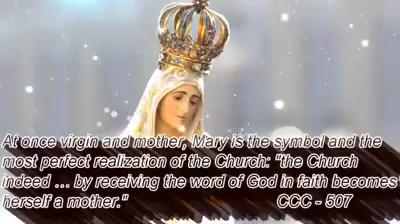 At once virgin and mother, Mary is the symbol and the
most perfect realization of the Church: "the Church
indeed ... by receiving the word of God in faith becomes
herself a mother." CCC - 507